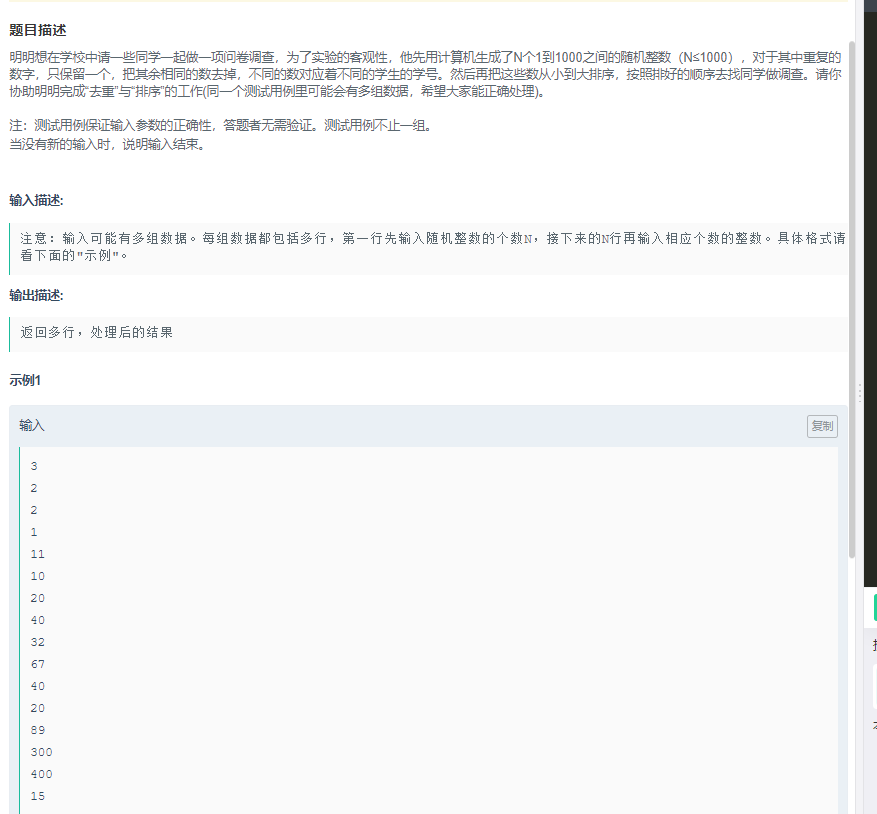 题目描述
明明想在学校中请一些同学一起做一项问卷调查，为了实验的客观性，他先用计算机生成了N个1到1000之间的随机整数（N≤1000），对于其中重复的
数字，只保留一个，把其余相同的数去掉，不同的数对应着不同的学生的学号。然后再把这些数从小到大排序，按照排好的顺序去找同学做调查。请你
协助明明完成“去重”与“排序”的工作(同一个测试用例里可能会有多组数据，希望大家能正确处理)。
注：测试用例保证输入参数的正确性，答题者无需验证。测试用例不止一组。
当没有新的输入时，说明输入结束。
输入描述:
注意：输入可能有多组数据。每组数据都包括多行，第一行先输入随机整数的个数N，接下来的N行再输入相应个数的整数。具体格式请
看下面的"示例"。
输出描述:
返回多行，处理后的结果
示例1
输入
复制
3
2
2
1
11
10
20
40
32
67
40
20
89
300
400
15